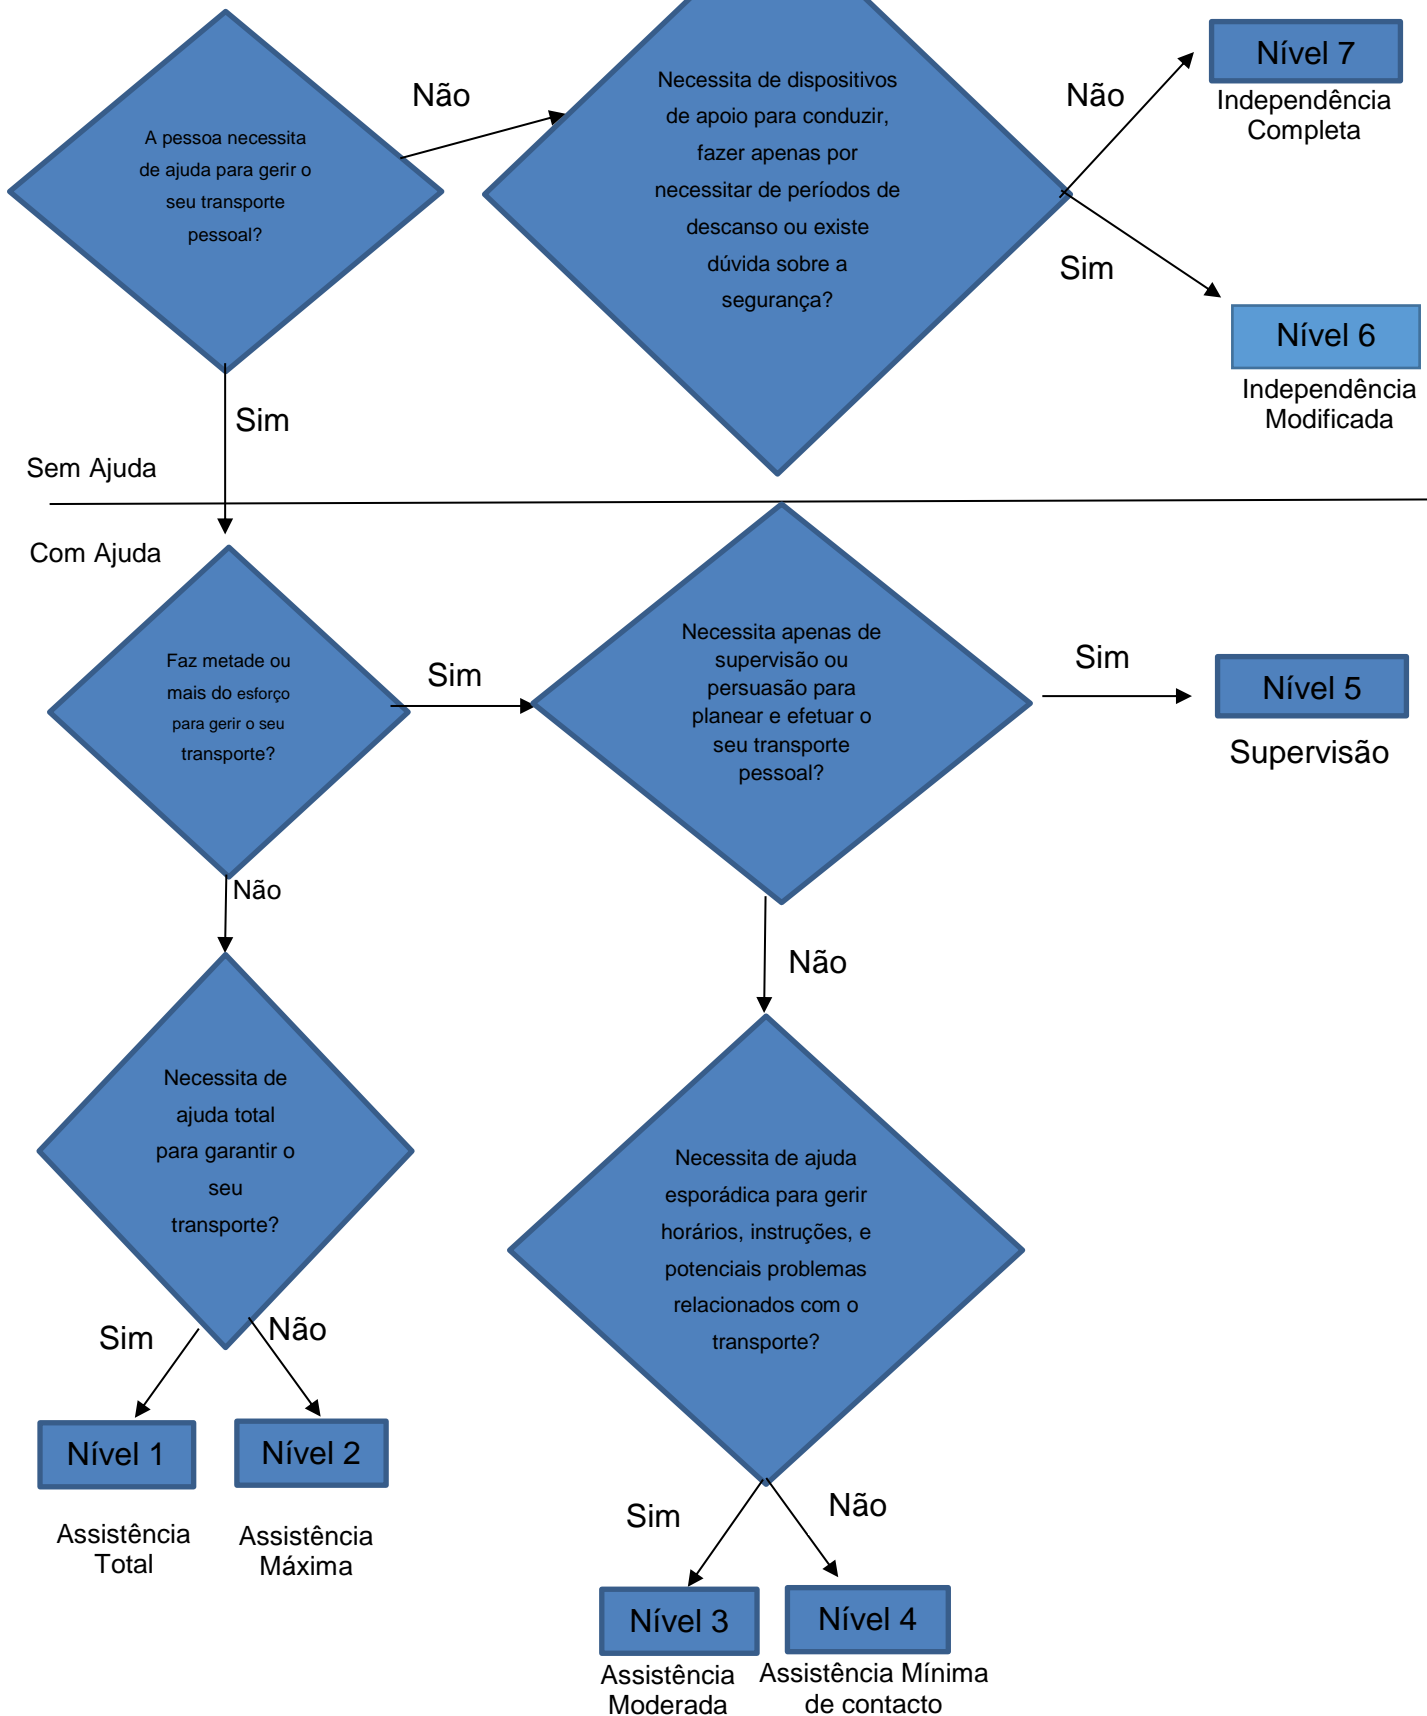 A pessoa necessita
de ajuda para gerir o
seu transporte
pessoal?
Não
Necessita de dispositivos
de apoio para conduzir,
fazer apenas por
necessitar de períodos de
descanso ou existe
dúvida sobre a
segurança?
Não
Nível 7
Independência
Completa
Sim
Nível 6
Independência
Modificada
Sim
Sem Ajuda
Com Ajuda
Faz metade ou
mais do esforço
para gerir o seu
transporte?
Sim
Necessita apenas de
supervisão ou
persuasão para
planear e efetuar o
seu transporte
pessoal?
Sim
Nível 5
Supervisão
Não
Não
Necessita de
ajuda total
para garantir o
seu
transporte?
Necessita de ajuda
esporádica para gerir
horários, instruções, e
potenciais problemas
relacionados com o
transporte?
Sim
Não
Nível 1
Nível 2
Assistência
Total
Assistência
Máxima
Sim
Não
Nível 3
Nível 4
Assistência
Moderada
Assistência Mínima
de contacto